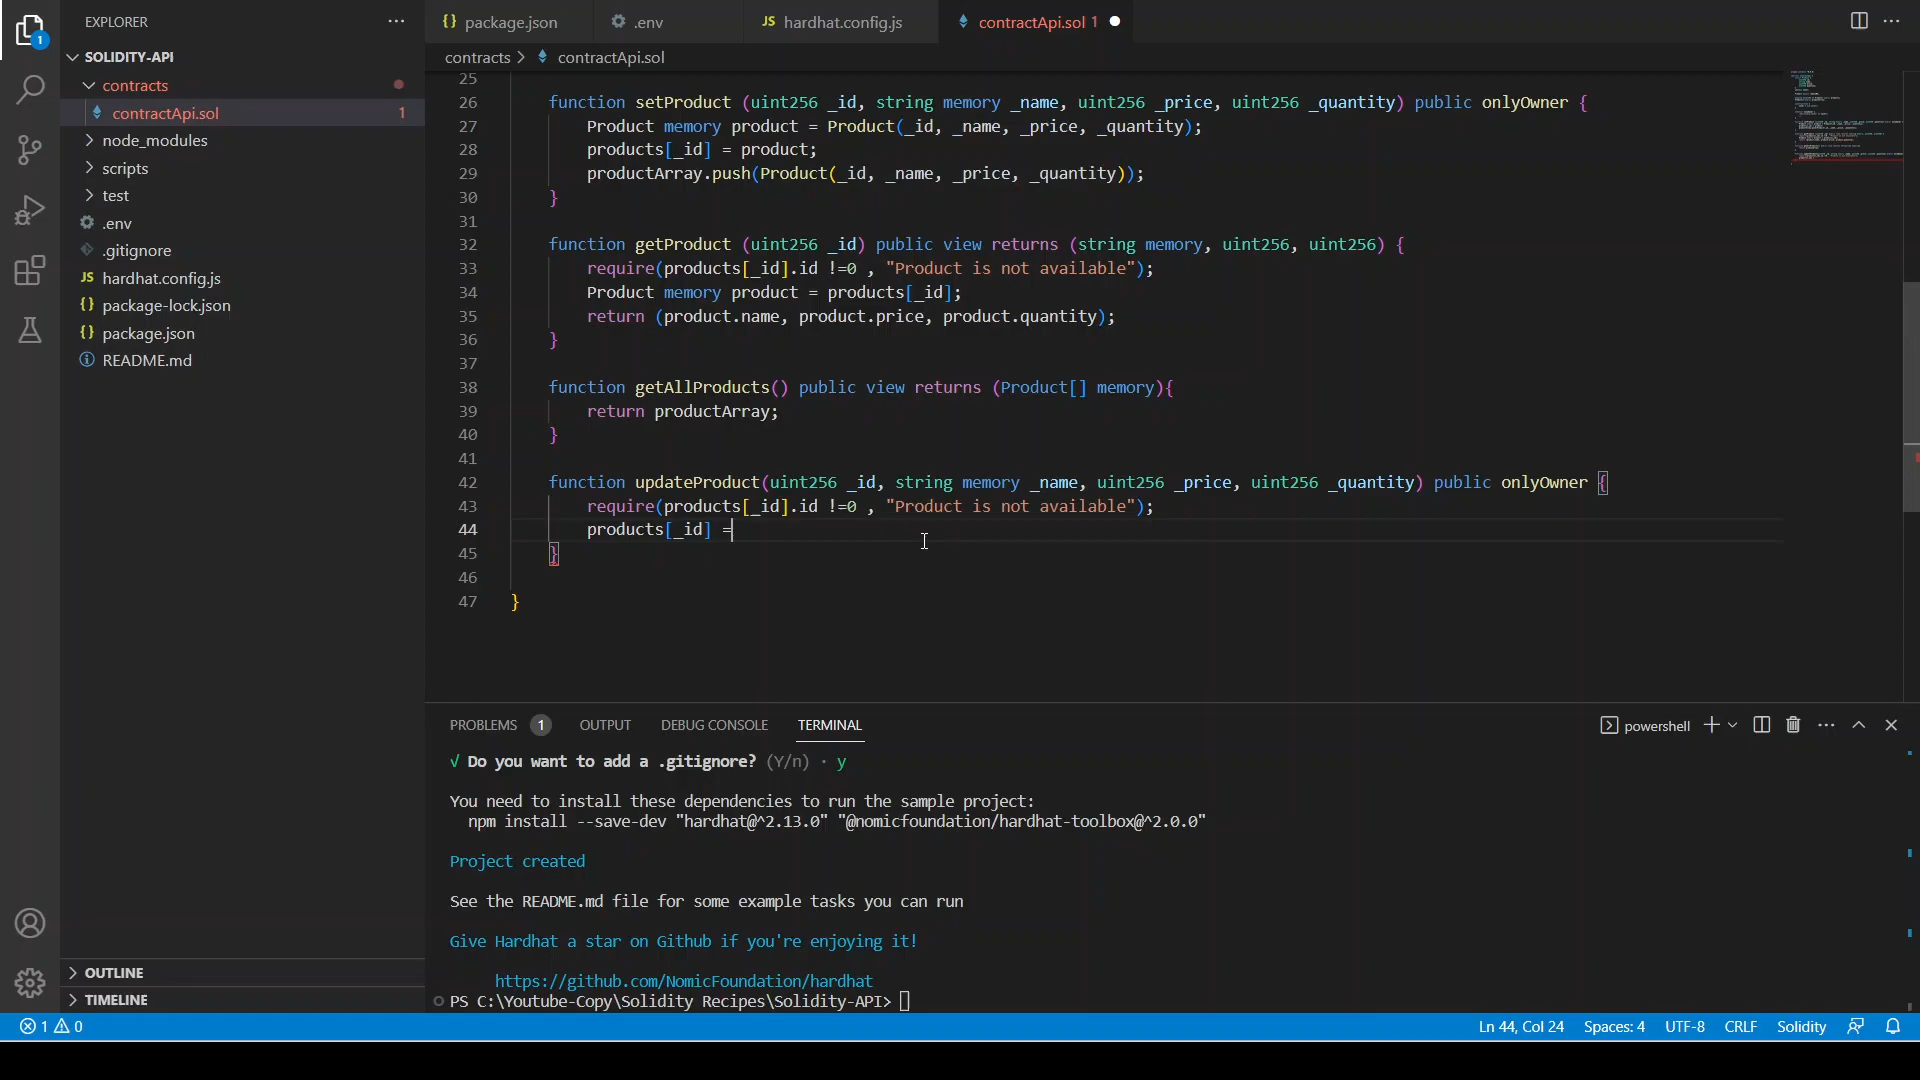 EXPLORER
package.json
.env
JS hardhat.config.js
contractApi.sol 1
1
SOLIDITY-API
contracts > contractApi.sol
contracts
contractApi.sol 1
node_modules
scripts
test
.env
.gitignore
JS hardhat.config.js
package-lock.json
package.json
README.md
OUTLINE
TIMELINE
25
26 function setProduct (uint256 _id, string memory _name, uint256 _price, uint256 _quantity) public onlyOwner {
27 Product memory product = Product(_id, _name, _price, _quantity);
28 products[_id] = product;
29 productArray.push(Product(_id, _name, _price, _quantity));
30 }
31
32 function getProduct (uint256 _id) public view returns (string memory, uint256, uint256) {
33 require(products[_id].id !=0 , "Product is not available");
34 Product memory product = products[_id];
35 return (product.name, product.price, product.quantity);
36 }
37
38 function getAllProducts() public view returns (Product[] memory){
39 return productArray;
40 }
41
42 function updateProduct(uint256 _id, string memory _name, uint256 _price, uint256 _quantity) public onlyOwner {
43 require(products[_id].id !=0 , "Product is not available");
44 products[_id] =
45 }
46
47 }
PROBLEMS 1 OUTPUT DEBUG CONSOLE TERMINAL
powershell
√ Do you want to add a .gitignore? (Y/n) · y
You need to install these dependencies to run the sample project:
npm install --save-dev "hardhat@^2.13.0" "@nomicfoundation/hardhat-toolbox@^2.0.0"
Project created
See the README.md file for some example tasks you can run
Give Hardhat a star on Github if you're enjoying it!
https://github.com/NomicFoundation/hardhat
PS C:\Youtube-Copy\Solidity Recipes\Solidity-API>
1 0
Ln 44, Col 24 Spaces: 4 UTF-8 CRLF Solidity